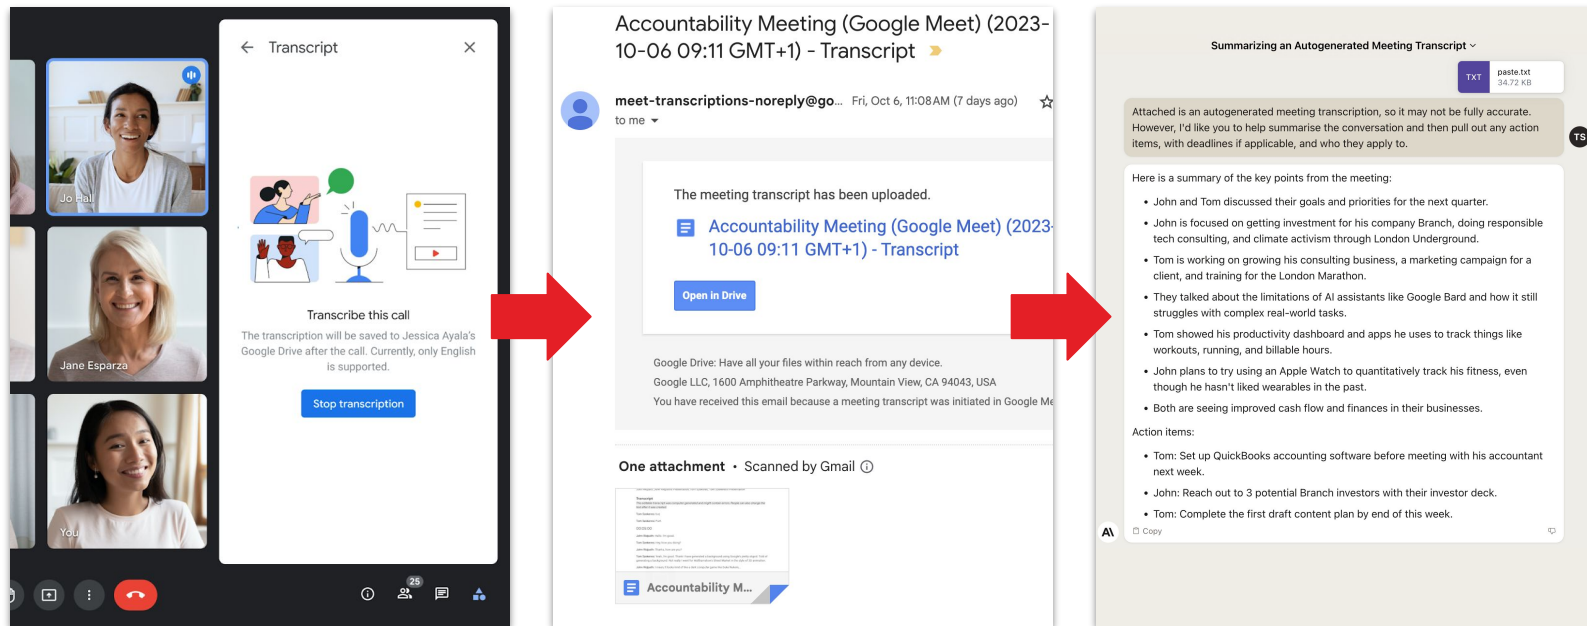 Transcript
Jo Hall
Jane Esparza
You
Transcribe this call
The transcription will be saved to Jessica Ayala's
Google Drive after the call. Currently, only English
is supported.
Stop transcription
25
Accountability Meeting (Google Meet) (2023-
10-06 09:11 GMT+1) - Transcript
meet-transcriptions-noreply@go... Fri, Oct 6, 11:08 AM (7 days ago)
to me
The meeting transcript has been uploaded.
Accountability Meeting (Google Meet) (2023-
10-06 09:11 GMT+1) - Transcript
Open in Drive
Google Drive: Have all your files within reach from any device.
Google LLC, 1600 Amphitheatre Parkway, Mountain View, CA 94043, USA
You have received this email because a meeting transcript was initiated in Google Me
One attachment • Scanned by Gmail
Transcript
Accountability M...
Summarizing an Autogenerated Meeting Transcript
TXT
paste.txt
34.72 KB
Attached is an autogenerated meeting transcription, so it may not be fully accurate.
However, I'd like you to help summarise the conversation and then pull out any action
items, with deadlines if applicable, and who they apply to.
TS
Here is a summary of the key points from the meeting:
• John and Tom discussed their goals and priorities for the next quarter.
• John is focused on getting investment for his company Branch, doing responsible
tech consulting, and climate activism through London Underground.
• Tom is working on growing his consulting business, a marketing campaign for a
client, and training for the London Marathon.
• They talked about the limitations of AI assistants like Google Bard and how it still
struggles with complex real-world tasks.
• Tom showed his productivity dashboard and apps he uses to track things like
workouts, running, and billable hours.
• John plans to try using an Apple Watch to quantitatively track his fitness, even
though he hasn't liked wearables in the past.
• Both are seeing improved cash flow and finances in their businesses.
Action items:
• Tom: Set up QuickBooks accounting software before meeting with his accountant
next week.
• John: Reach out to 3 potential Branch investors with their investor deck.
• Tom: Complete the first draft content plan by end of this week.
A\
Copy